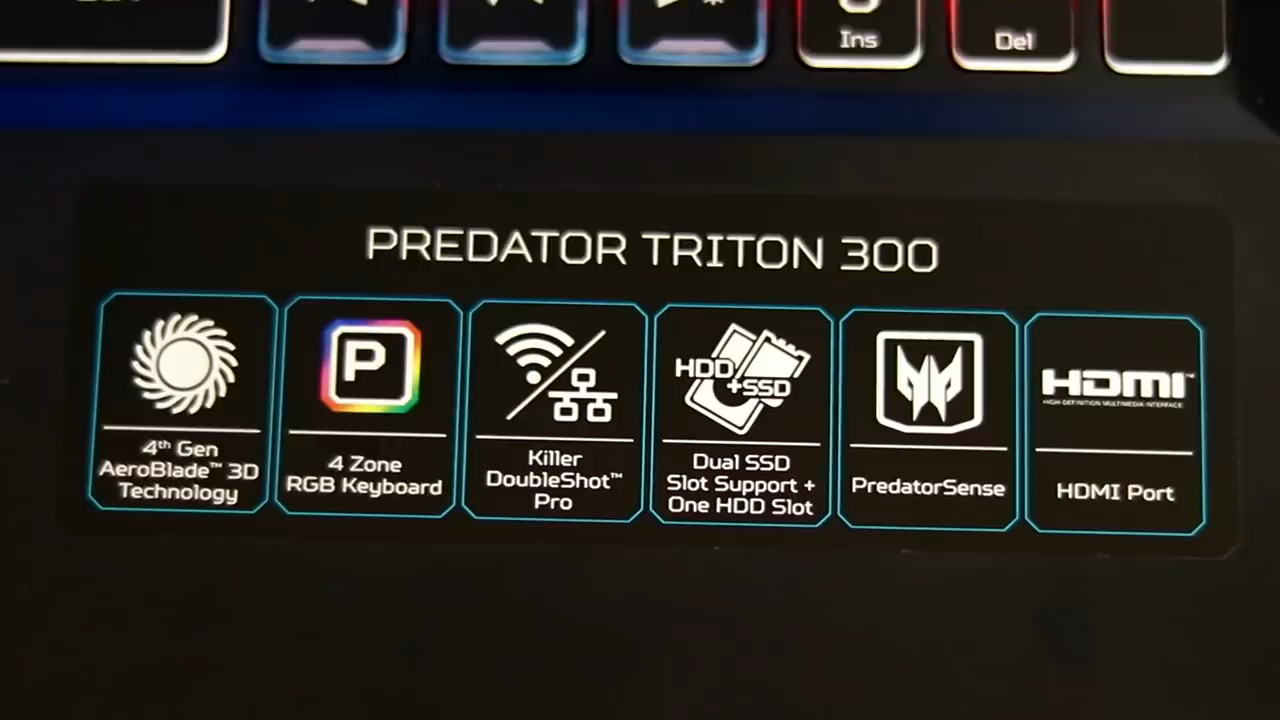 Ins
Del
PREDATOR TRITON 300
P
HDD
+SSD
HDMI™
HIGH-DEFINITION MULTIMEDIA INTERFACE
4th Gen
AeroBlade™ 3D
Technology
4 Zone
RGB Keyboard
Killer
DoubleShot™
Pro
Dual SSD
Slot Support +
One HDD Slot
PredatorSense
HDMI Port